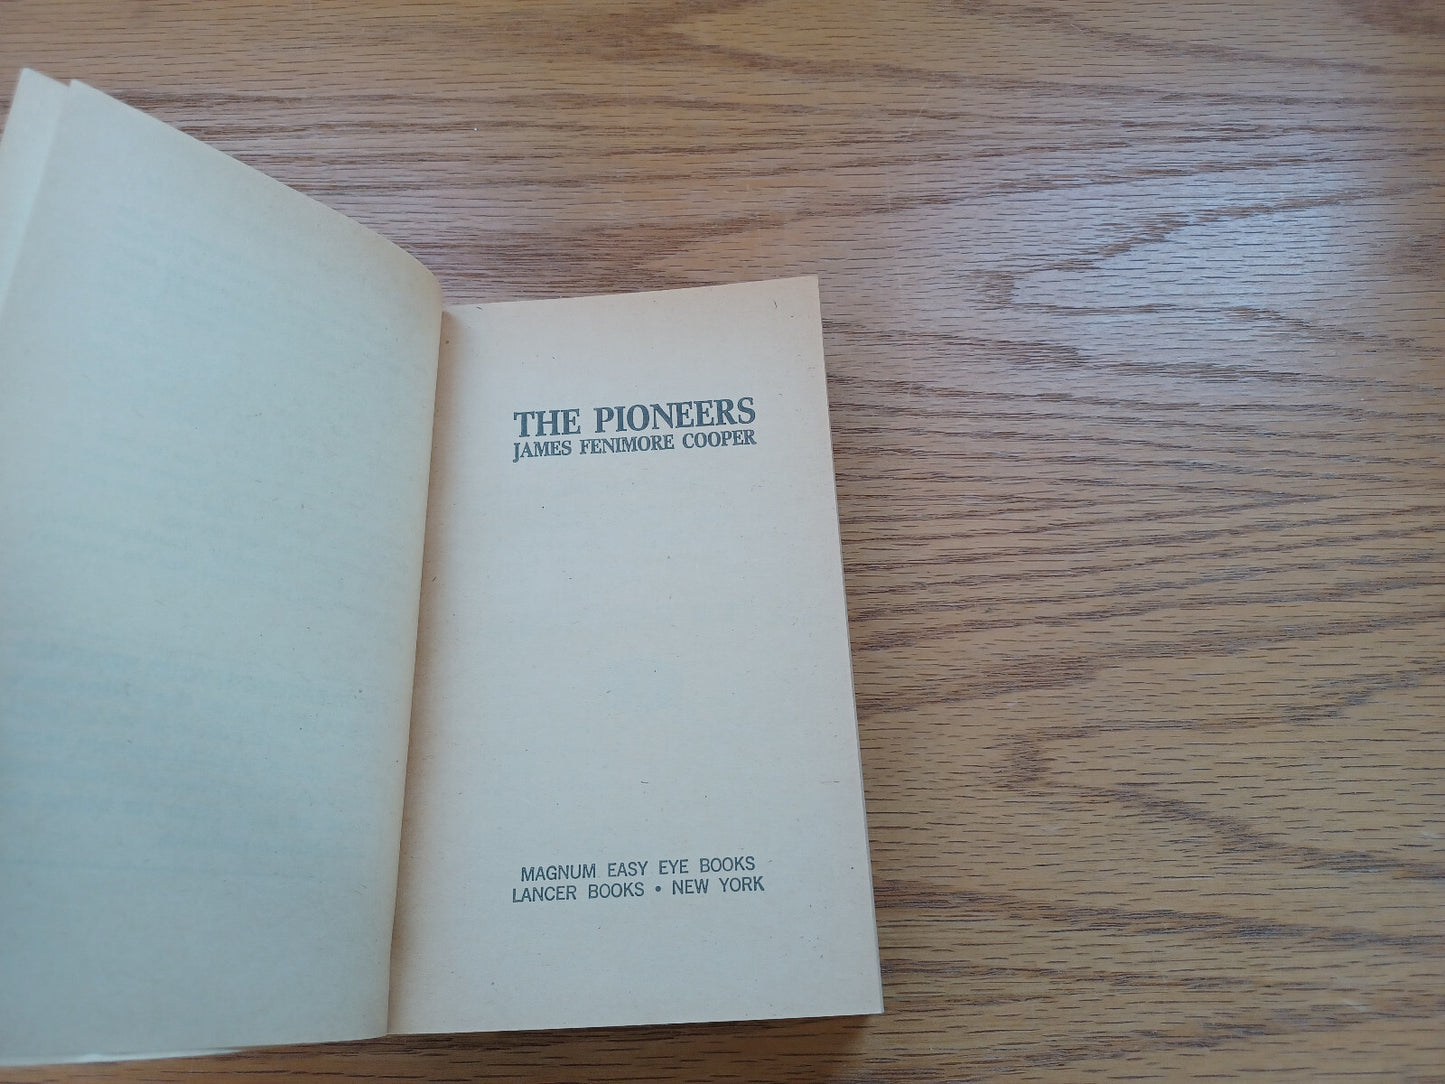 THE PIONEERS
JAMES FENIMORE COOPER
MAGNUM EASY EYE BOOKS
LANCER BOOKS • NEW YORK